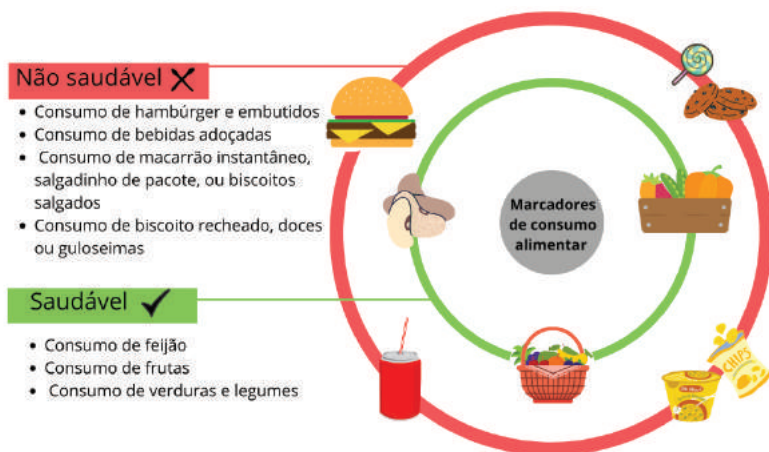 Não saudável
• Consumo de hambúrger e embutidos
• Consumo de bebidas adoçadas
• Consumo de macarrão instantâneo,
salgadinho de pacote, ou biscoitos
salgados
• Consumo de biscoito recheado, doces
ou guloseimas
Saudável
• Consumo de feijão
• Consumo de frutas
• Consumo de verduras e legumes
Marcadores
de consumo
alimentar
CHIPS